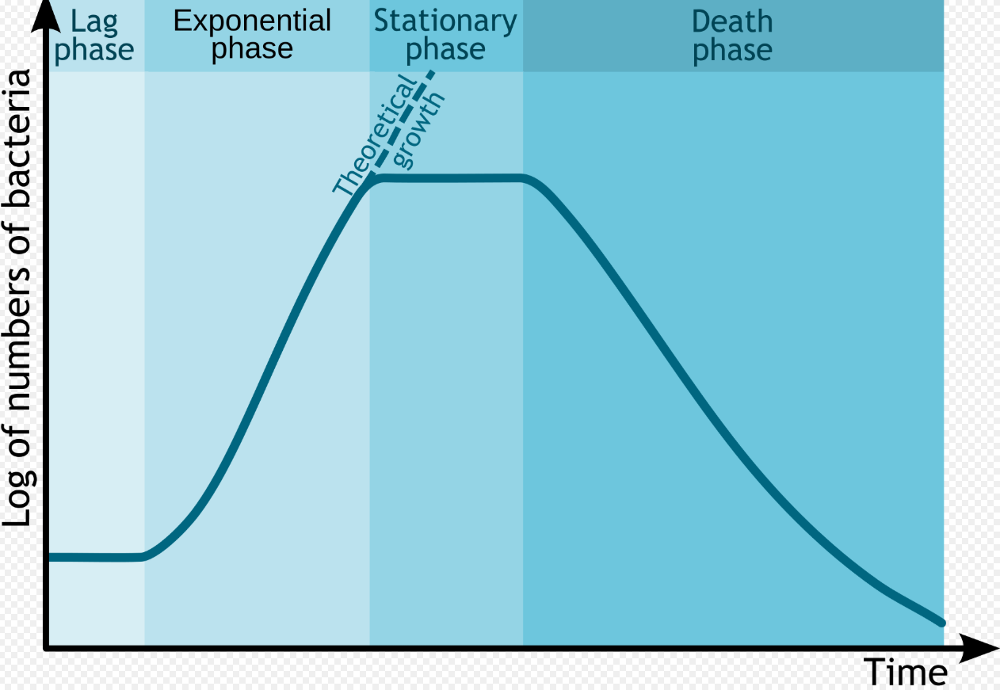 Lag
phase
Exponential
phase
Stationary
phase
Death
phase
Theoretical
growth
Log of numbers of bacteria
Time